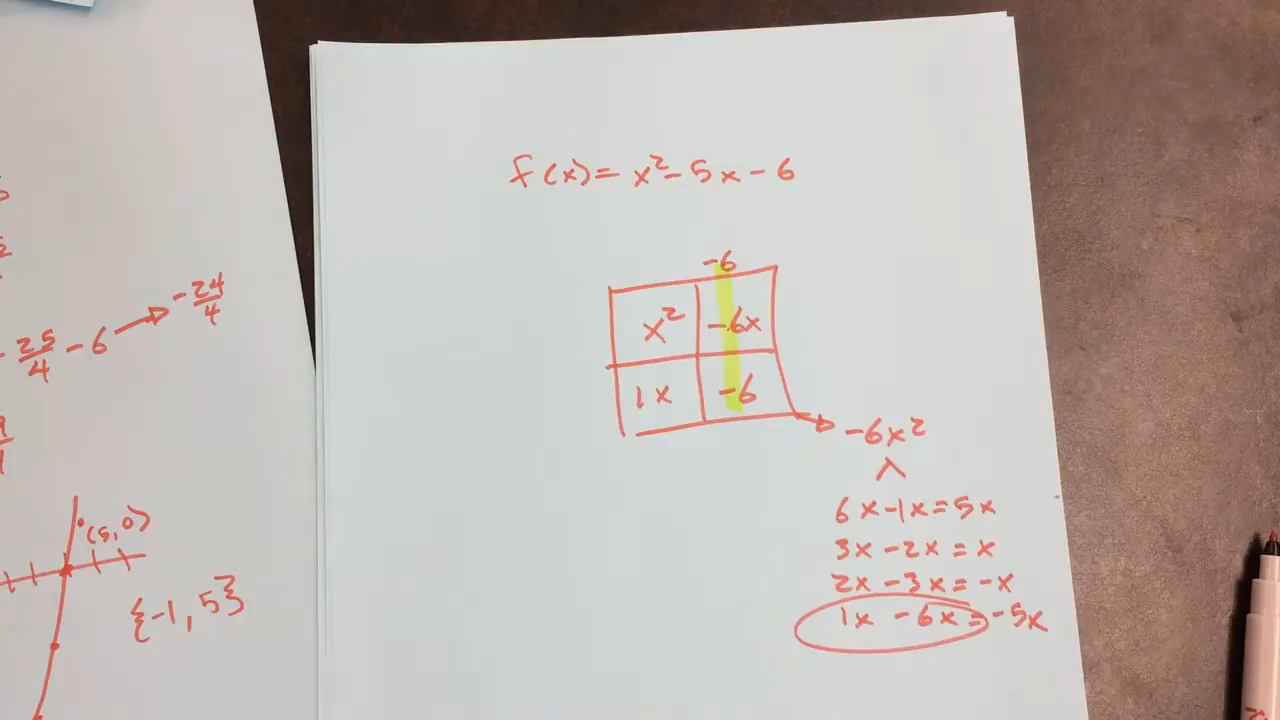 f(x) = x² - 5x - 6
-6
x² -6x
1x -6
-6x²
6x - 1x = 5x
3x - 2x = x
2x - 3x = -x
1x - 6x = -5x
-25/4 - 6 → -24/4
(5,0)
{-1, 5}